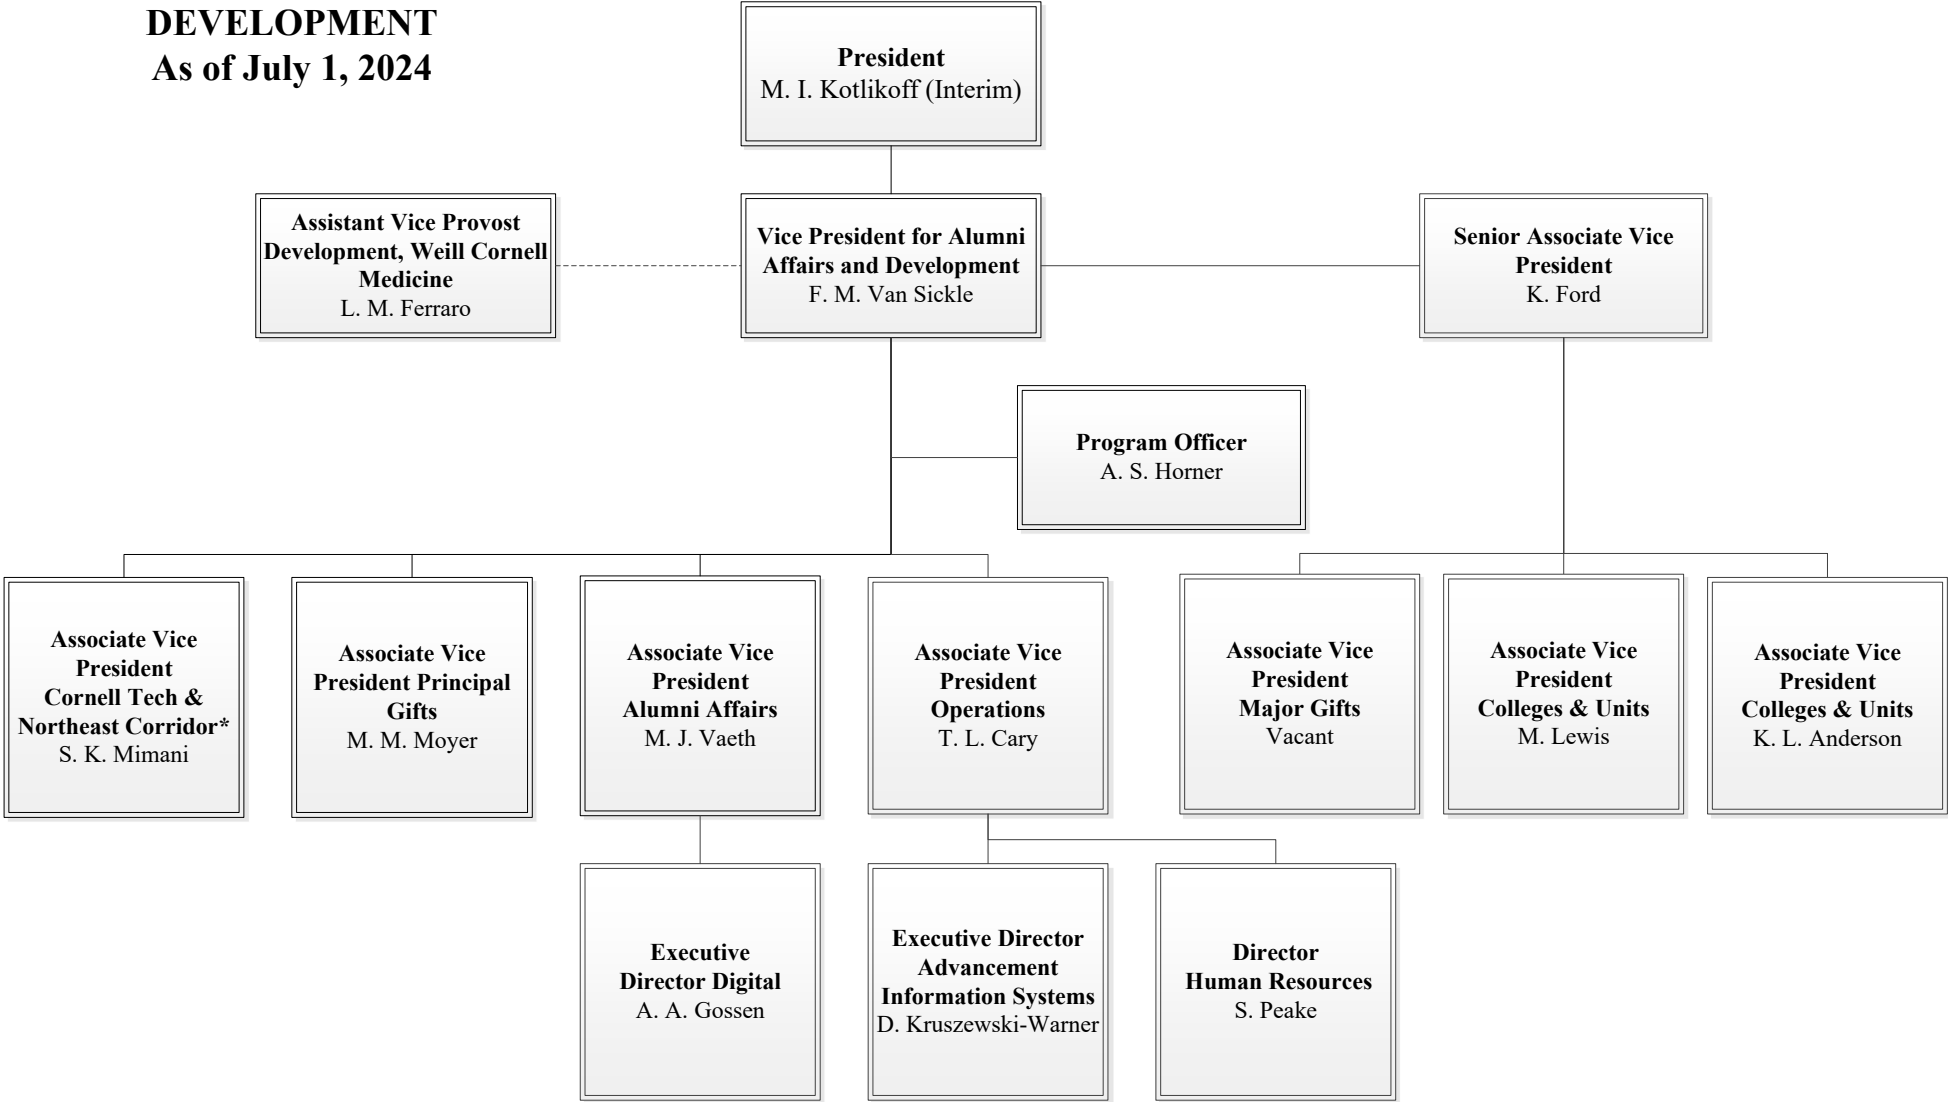 DEVELOPMENT
As of July 1, 2024
President
M. I. Kotlikoff (Interim)
Assistant Vice Provost
Development, Weill Cornell
Medicine
L. M. Ferraro
Vice President for Alumni
Affairs and Development
F. M. Van Sickle
Senior Associate Vice
President
K. Ford
Program Officer
A. S. Horner
Associate Vice
President
Cornell Tech &
Northeast Corridor*
S. K. Mimani
Associate Vice
President Principal
Gifts
M. M. Moyer
Associate Vice
President
Alumni Affairs
M. J. Vaeth
Associate Vice
President
Operations
T. L. Cary
Associate Vice
President
Major Gifts
Vacant
Associate Vice
President
Colleges & Units
M. Lewis
Associate Vice
President
Colleges & Units
K. L. Anderson
Executive
Director Digital
A. A. Gossen
Executive Director
Advancement
Information Systems
D. Kruszewski-Warner
Director
Human Resources
S. Peake